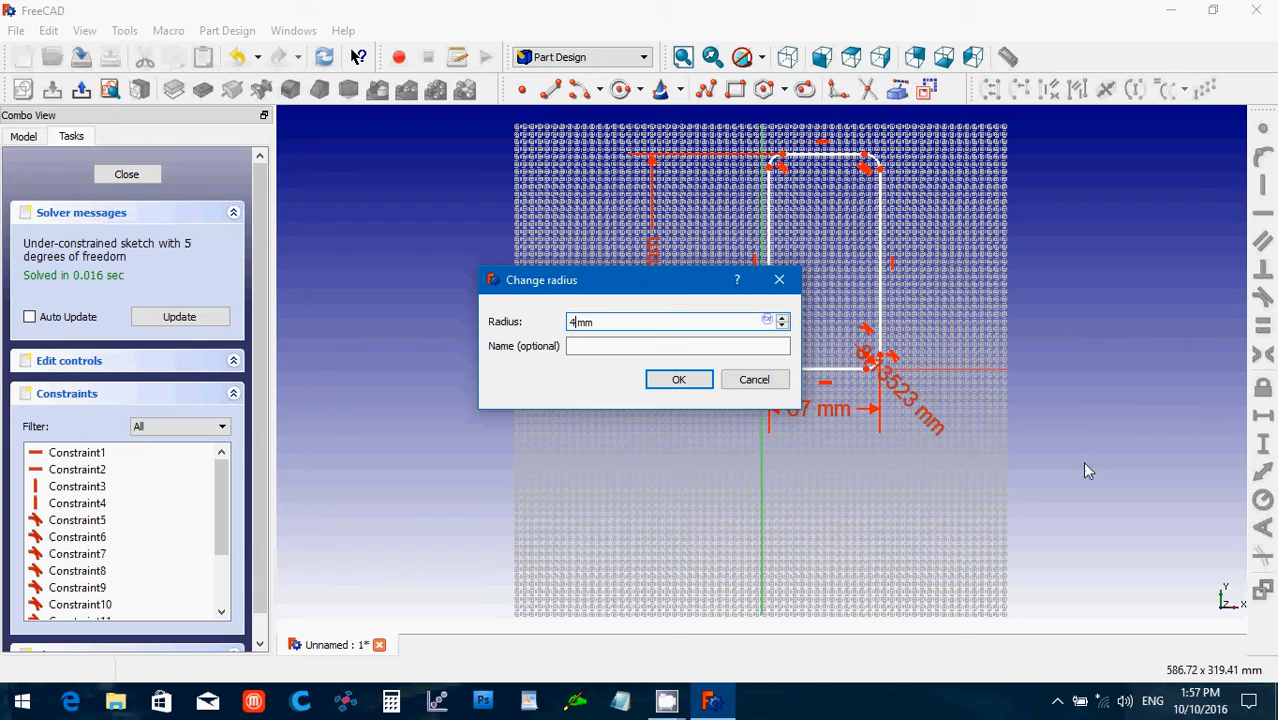 FreeCAD
File Edit View Tools Macro Part Design Windows Help
Part Design
Combo View
Model Tasks
Close
Solver messages
Under-constrained sketch with 5
degrees of freedom
Solved in 0.016 sec
Auto Update Update
Edit controls
Constraints
Filter: All
Constraint1
Constraint2
Constraint3
Constraint4
Constraint5
Constraint6
Constraint7
Constraint8
Constraint9
Constraint10
Change radius
?
Radius: 4mm
Name (optional)
OK Cancel
mm
3523 mm
Y
Z X
Unnamed : 1*
586.72 x 319.41 mm
ENG
1:57 PM
10/10/2016